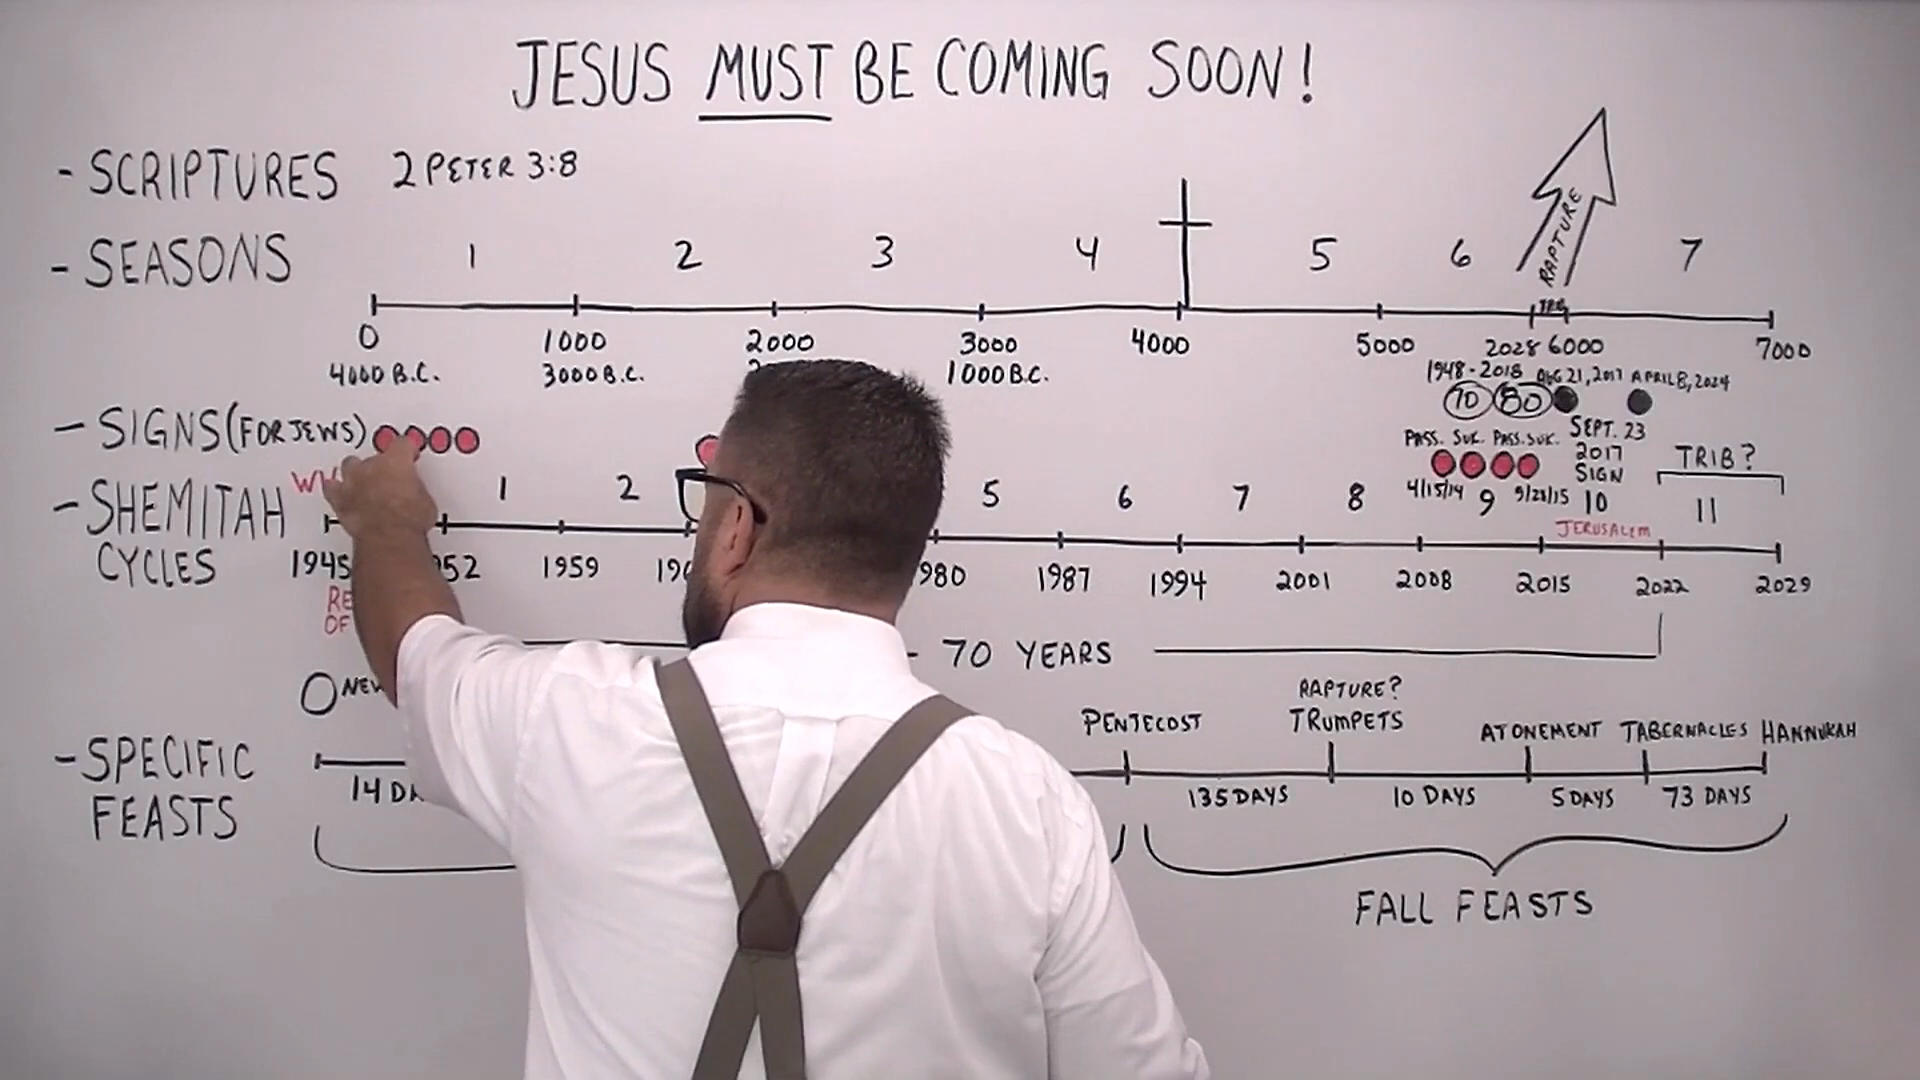 JESUS MUST BE COMING SOON!
- SCRIPTURES 2 PETER 3:8
- SEASONS 1 2 3 4 5 6 RAPTURE 7
TRIB
0 1000 2000 3000 4000 5000 2028 6000 7000
4000 B.C. 3000 B.C. 1000 B.C.
1948 - 2018 AUG 21, 2017 APRIL 8, 2024
70 80
- SIGNS (FOR JEWS)
PASS. SUK. PASS. SUK. SEPT. 23
2017
SIGN
TRIB?
4/15/14 9/28/15
- SHEMITAH 1 2 5 6 7 8 9 10 11
CYCLES
JERUSALEM
1945 1959 1987 1994 2001 2008 2015 2022 2029
OF
70 YEARS
RAPTURE?
PENTECOST TRUMPETS ATONEMENT TABERNACLES HANNUKAH
- SPECIFIC
FEASTS
14 135 DAYS 10 DAYS 5 DAYS 73 DAYS
FALL FEASTS